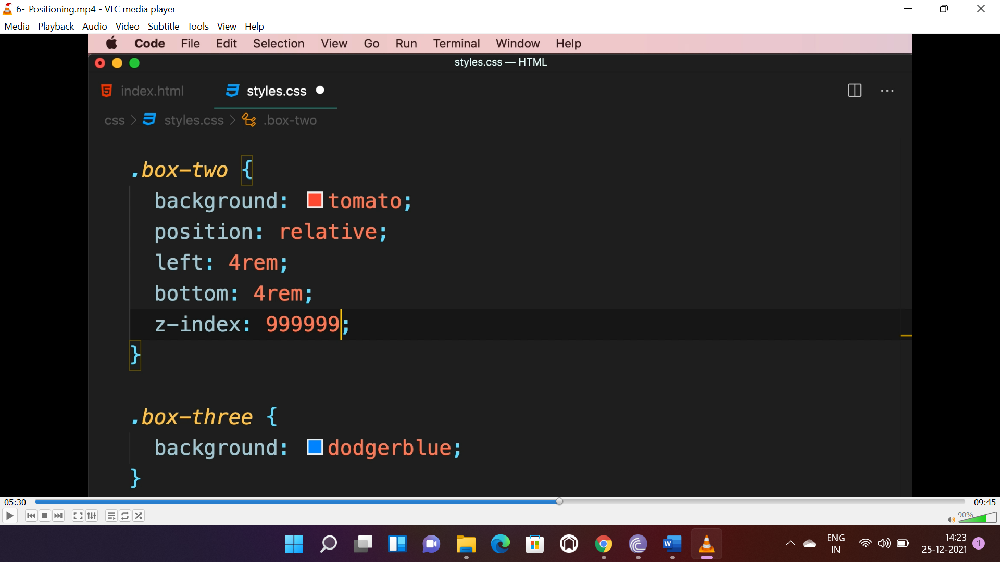 6-_Positioning.mp4 - VLC media player
Media Playback Audio Video Subtitle Tools View Help
Code File Edit Selection View Go Run Terminal Window Help
styles.css — HTML
index.html styles.css
css > styles.css > .box-two
.box-two {
background: tomato;
position: relative;
left: 4rem;
bottom: 4rem;
z-index: 999999;
}
.box-three {
background: dodgerblue;
}
05:30 09:45
90%
ENG
IN
14:23
25-12-2021
1